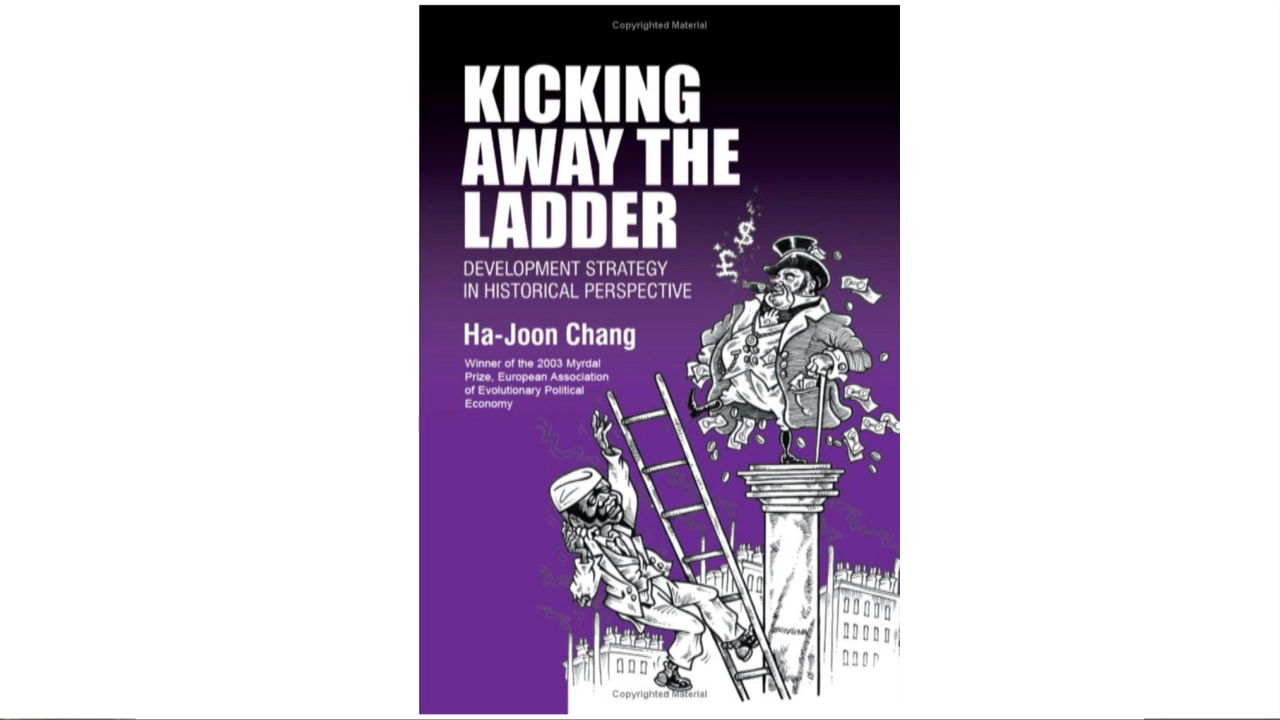 Copyrighted Material
KICKING
AWAY THE
LADDER
DEVELOPMENT STRATEGY
IN HISTORICAL PERSPECTIVE
Ha-Joon Chang
Winner of the 2003 Myrdal
Prize, European Association
of Evolutionary Political
Economy
$
£
Copyrighted Material